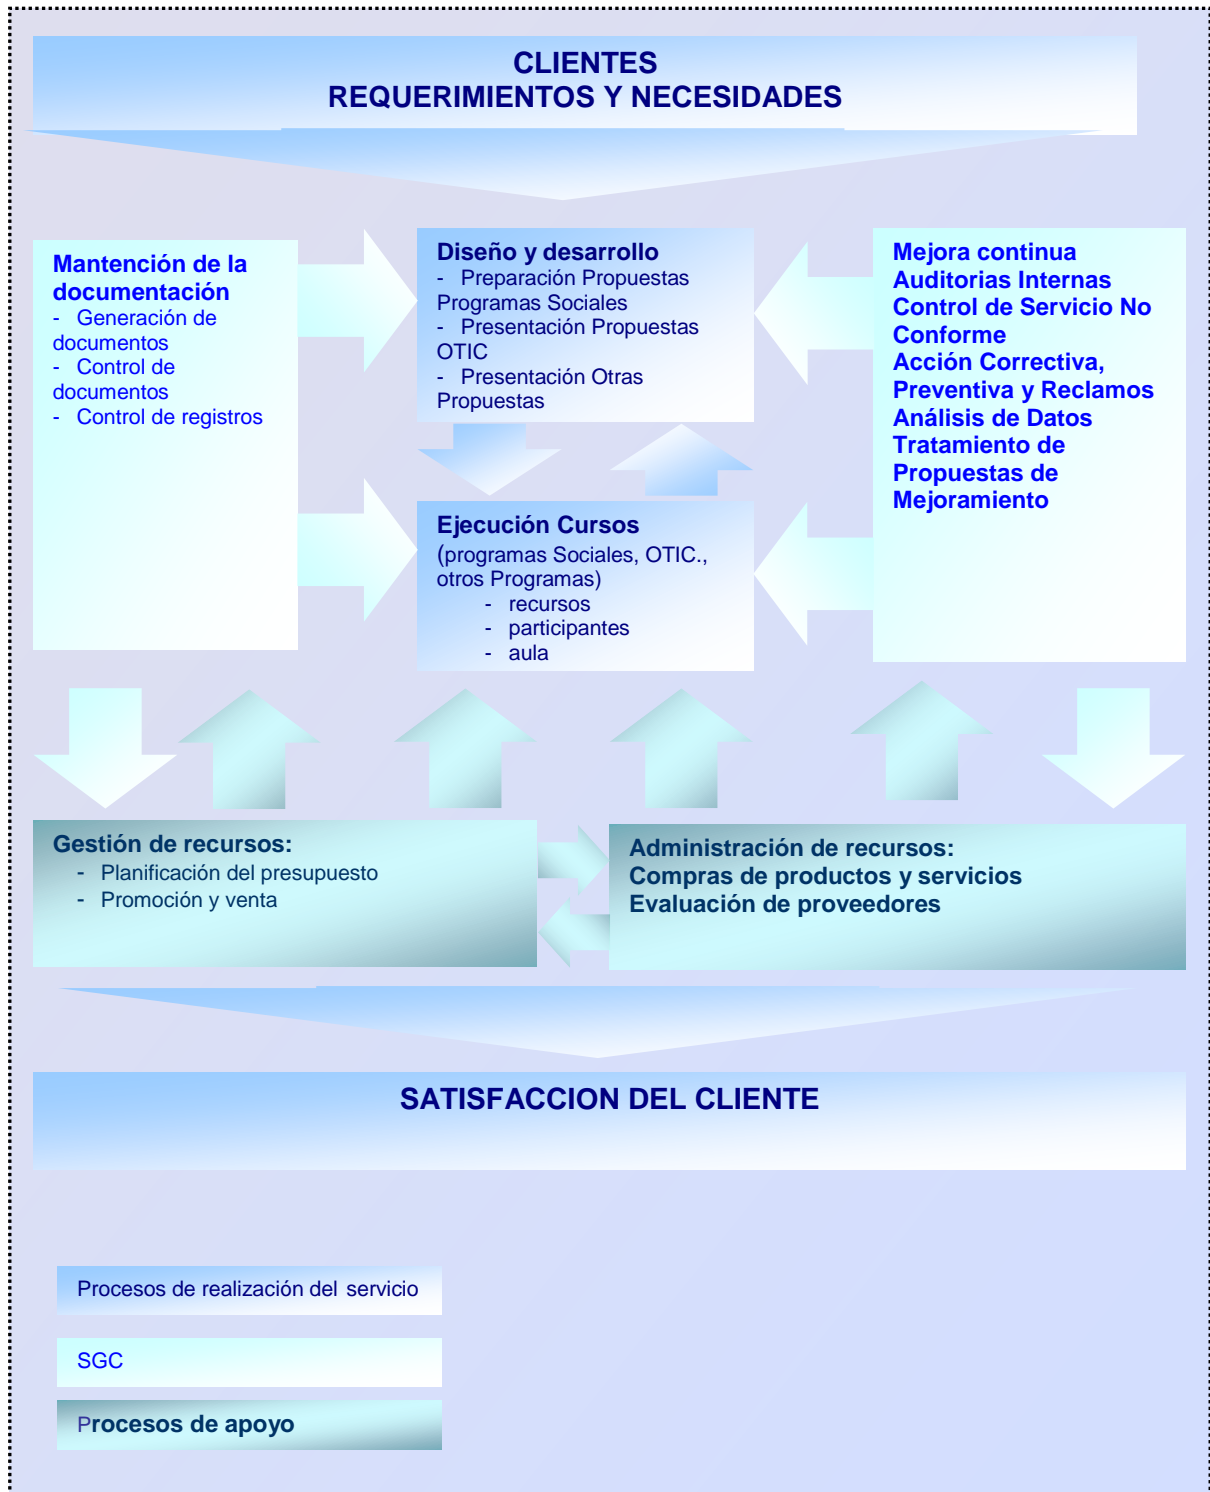 CLIENTES
REQUERIMIENTOS Y NECESIDADES
Mantención de la
documentación
- Generación de
documentos
- Control de
documentos
- Control de registros
Diseño y desarrollo
- Preparación Propuestas
Programas Sociales
- Presentación Propuestas
OTIC
- Presentación Otras
Propuestas
Ejecución Cursos
(programas Sociales, OTIC.,
otros Programas)
- recursos
- participantes
- aula
Mejora continua
Auditorias Internas
Control de Servicio No
Conforme
Acción Correctiva,
Preventiva y Reclamos
Análisis de Datos
Tratamiento de
Propuestas de
Mejoramiento
Gestión de recursos:
- Planificación del presupuesto
- Promoción y venta
Administración de recursos:
Compras de productos y servicios
Evaluación de proveedores
SATISFACCION DEL CLIENTE
Procesos de realización del servicio
SGC
Procesos de apoyo